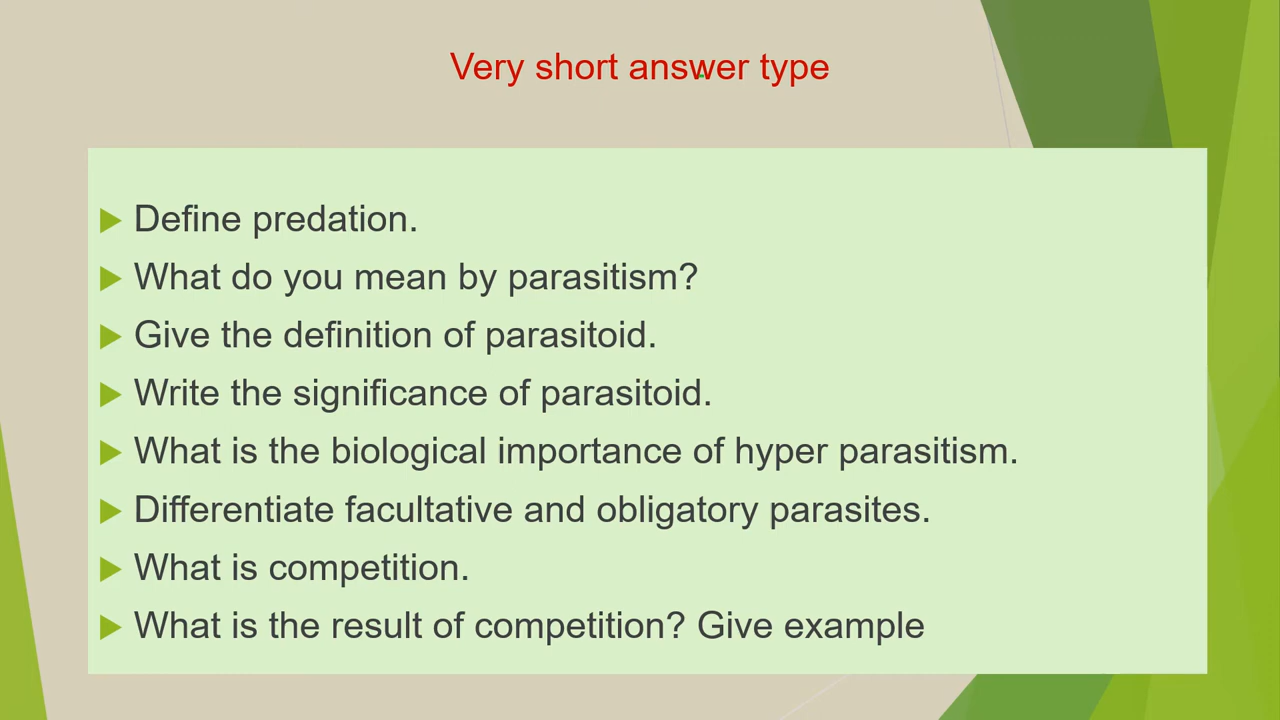 Very short answer type
Define predation.
What do you mean by parasitism?
Give the definition of parasitoid.
Write the significance of parasitoid.
What is the biological importance of hyper parasitism.
Differentiate facultative and obligatory parasites.
What is competition.
What is the result of competition? Give example